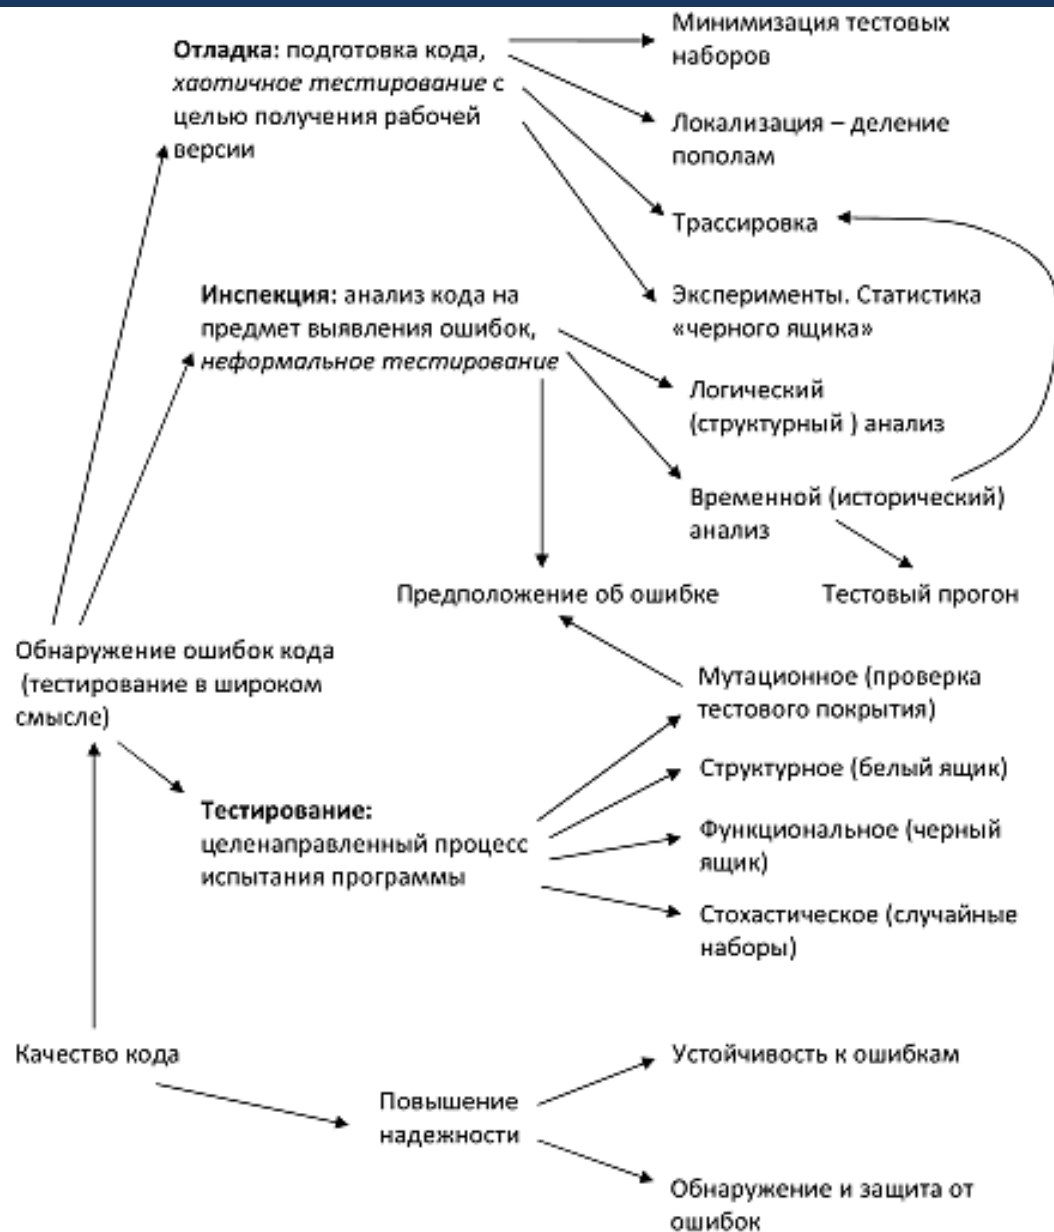 Минимизация тестовых
наборов
Отладка: подготовка кода,
хаотичное тестирование с
целью получения рабочей
версии
Локализация – деление
пополам
Трассировка
Инспекция: анализ кода на
предмет выявления ошибок,
неформальное тестирование
Эксперименты. Статистика
«черного ящика»
Логический
(структурный ) анализ
Временной (исторический)
анализ
Предположение об ошибке
Тестовый прогон
Обнаружение ошибок кода
(тестирование в широком
смысле)
Мутационное (проверка
тестового покрытия)
Структурное (белый ящик)
Тестирование:
целенаправленный процесс
испытания программы
Функциональное (черный
ящик)
Стохастическое (случайные
наборы)
Качество кода
Устойчивость к ошибкам
Повышение
надежности
Обнаружение и защита от
ошибок